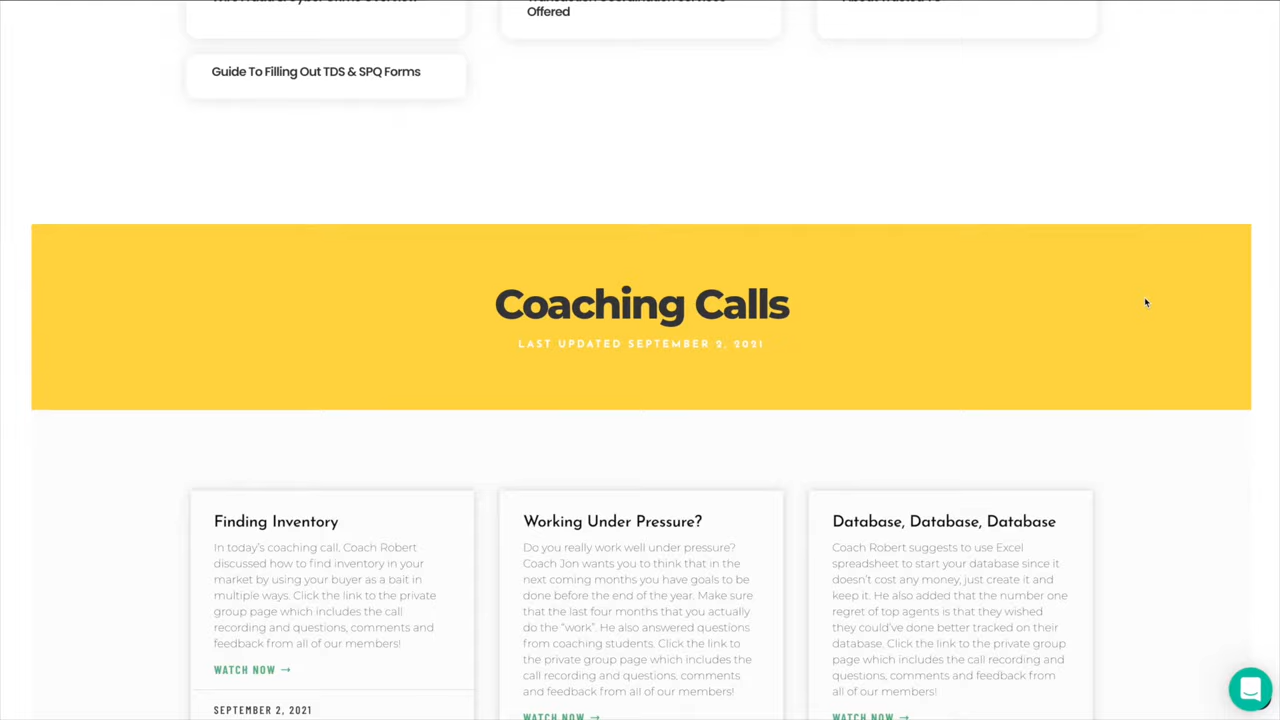 Offered
Guide To Filling Out TDS & SPQ Forms
Coaching Calls
LAST UPDATED SEPTEMBER 2, 2021
Finding Inventory
In today's coaching call, Coach Robert
discussed how to find inventory in your
market by using your buyer as a bait in
multiple ways. Click the link to the private
group page which includes the call
recording and questions, comments and
feedback from all of our members!
WATCH NOW →
SEPTEMBER 2, 2021
Working Under Pressure?
Do you really work well under pressure?
Coach Jon wants you to think that in the
next coming months you have goals to be
done before the end of the year. Make sure
that the last four months that you actually
do the "work". He also answered questions
from coaching students. Click the link to
the private group page which includes the
call recording and questions, comments
and feedback from all of our members!
WATCH NOW →
Database, Database, Database
Coach Robert suggests to use Excel
spreadsheet to start your database since it
doesn't cost any money, just create it and
keep it. He also added that the number one
regret of top agents is that they wished
they could've done better tracked on their
database. Click the link to the private group
page which includes the call recording and
questions, comments and feedback from
all of our members!
WATCH NOW →